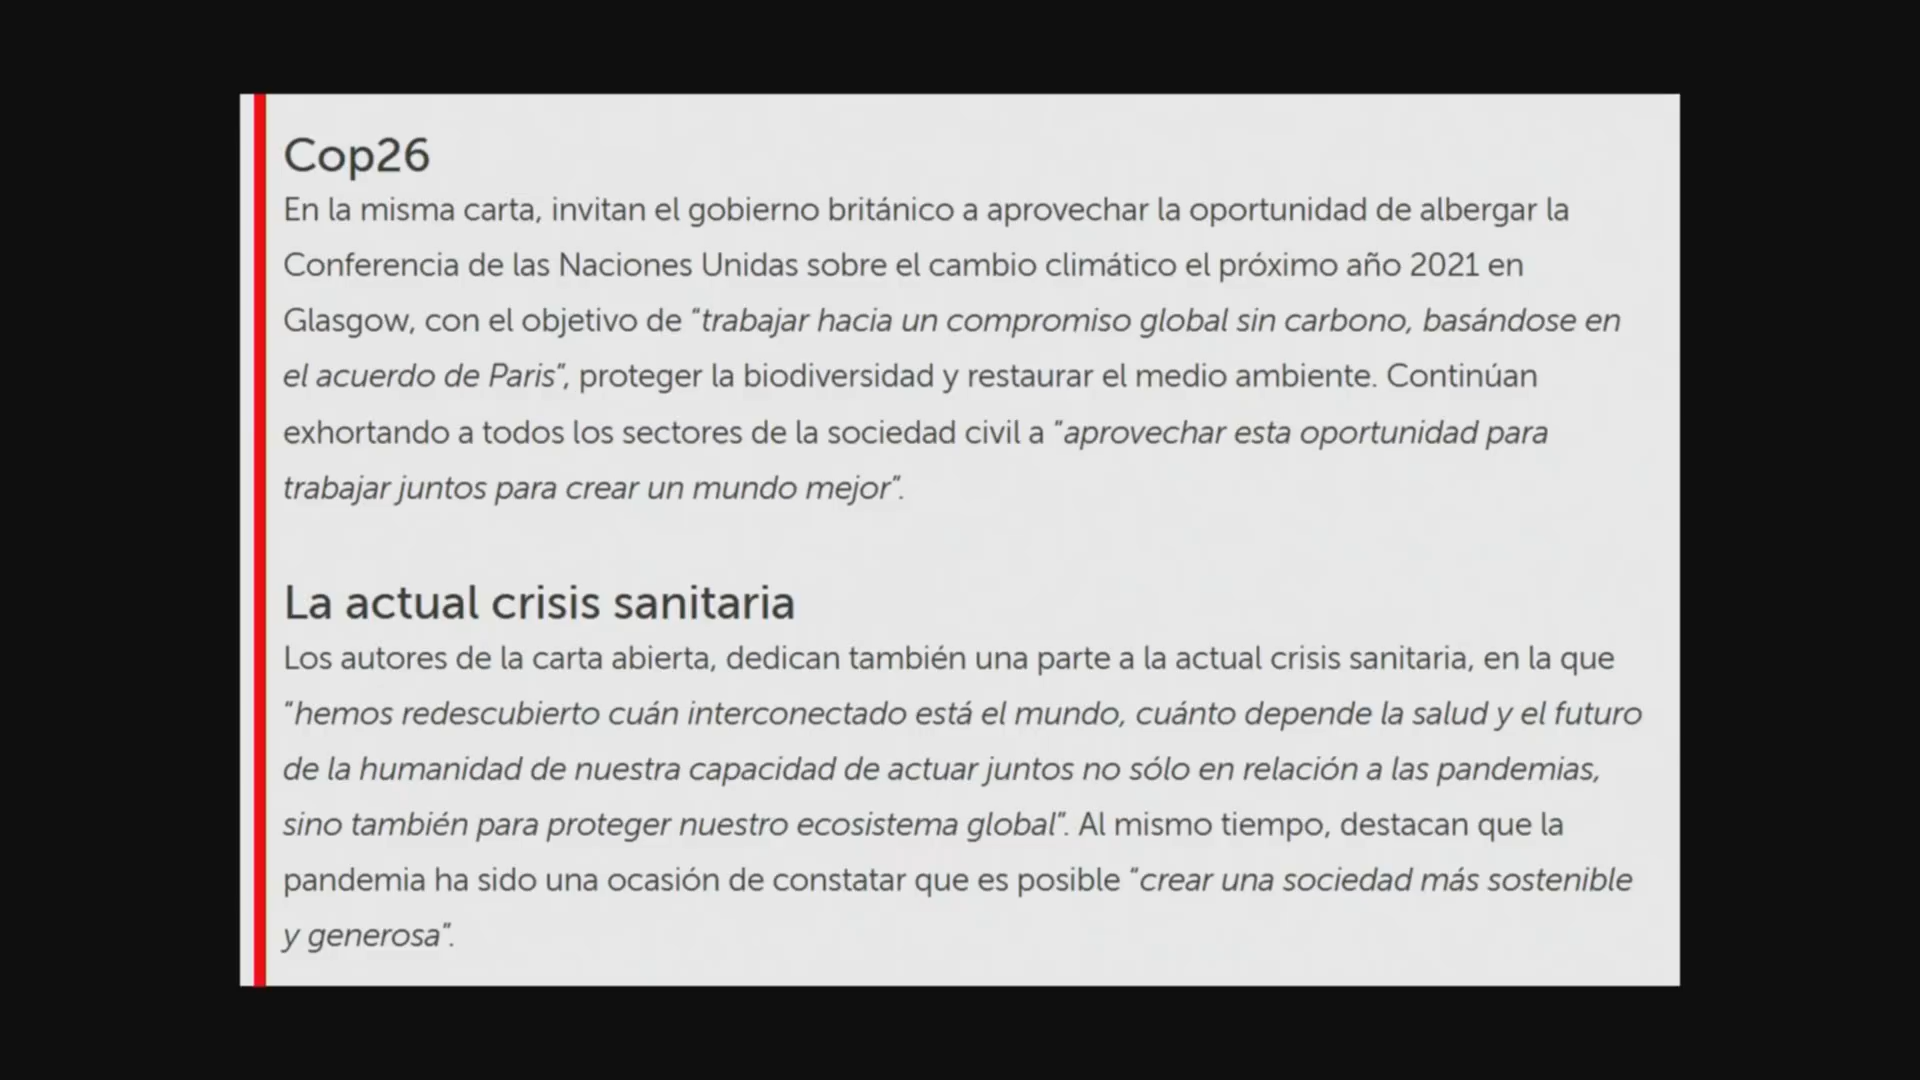 Cop26
En la misma carta, invitan el gobierno británico a aprovechar la oportunidad de albergar la
Conferencia de las Naciones Unidas sobre el cambio climático el próximo año 2021 en
Glasgow, con el objetivo de “trabajar hacia un compromiso global sin carbono, basándose en
el acuerdo de Paris”, proteger la biodiversidad y restaurar el medio ambiente. Continúan
exhortando a todos los sectores de la sociedad civil a “aprovechar esta oportunidad para
trabajar juntos para crear un mundo mejor”.
La actual crisis sanitaria
Los autores de la carta abierta, dedican también una parte a la actual crisis sanitaria, en la que
“hemos redescubierto cuán interconectado está el mundo, cuánto depende la salud y el futuro
de la humanidad de nuestra capacidad de actuar juntos no sólo en relación a las pandemias,
sino también para proteger nuestro ecosistema global”. Al mismo tiempo, destacan que la
pandemia ha sido una ocasión de constatar que es posible “crear una sociedad más sostenible
y generosa”.